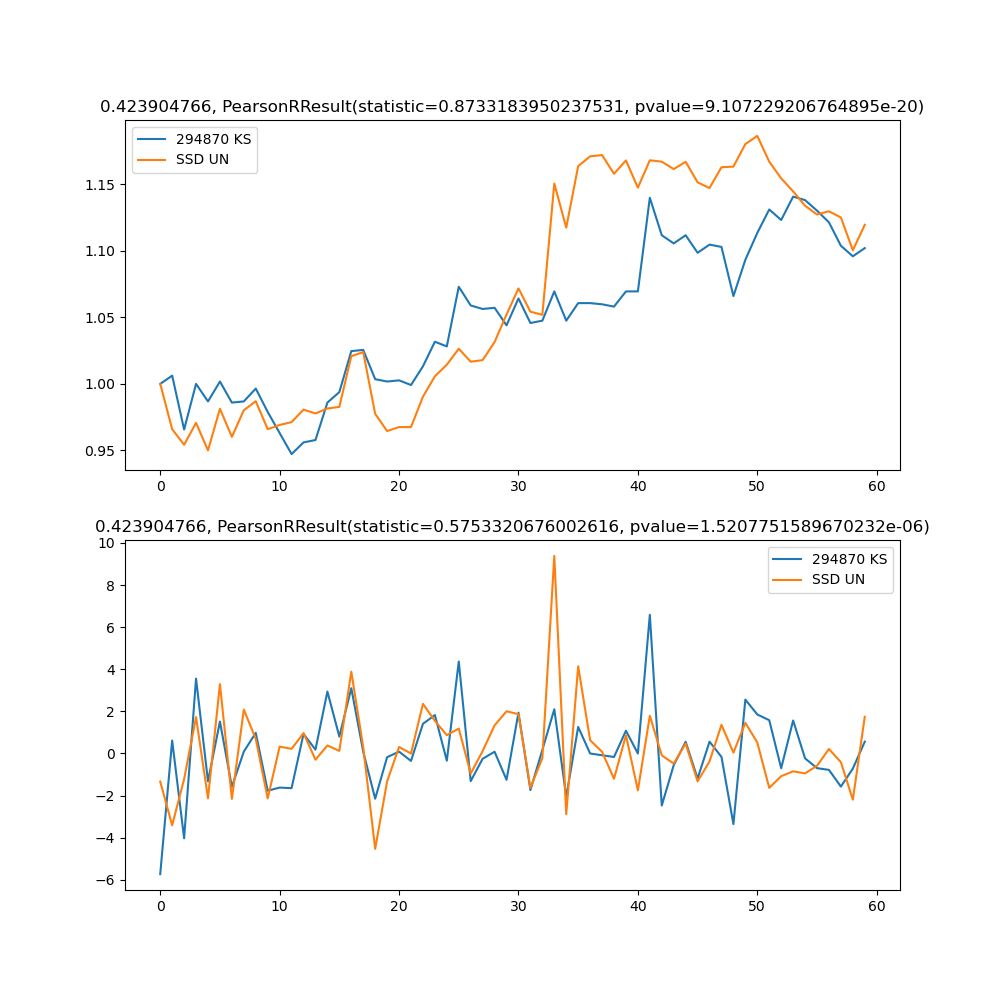 0.423904766, PearsonRResult(statistic=0.8733183950237531, pvalue=9.107229206764895e-20)
294870 KS
SSD UN
1.15
1.10
1.05
1.00
0.95
0 10 20 30 40 50 60
0.423904766, PearsonRResult(statistic=0.5753320676002616, pvalue=1.5207751589670232e-06)
294870 KS
SSD UN
10
8
6
4
2
0
−2
−4
−6
0 10 20 30 40 50 60